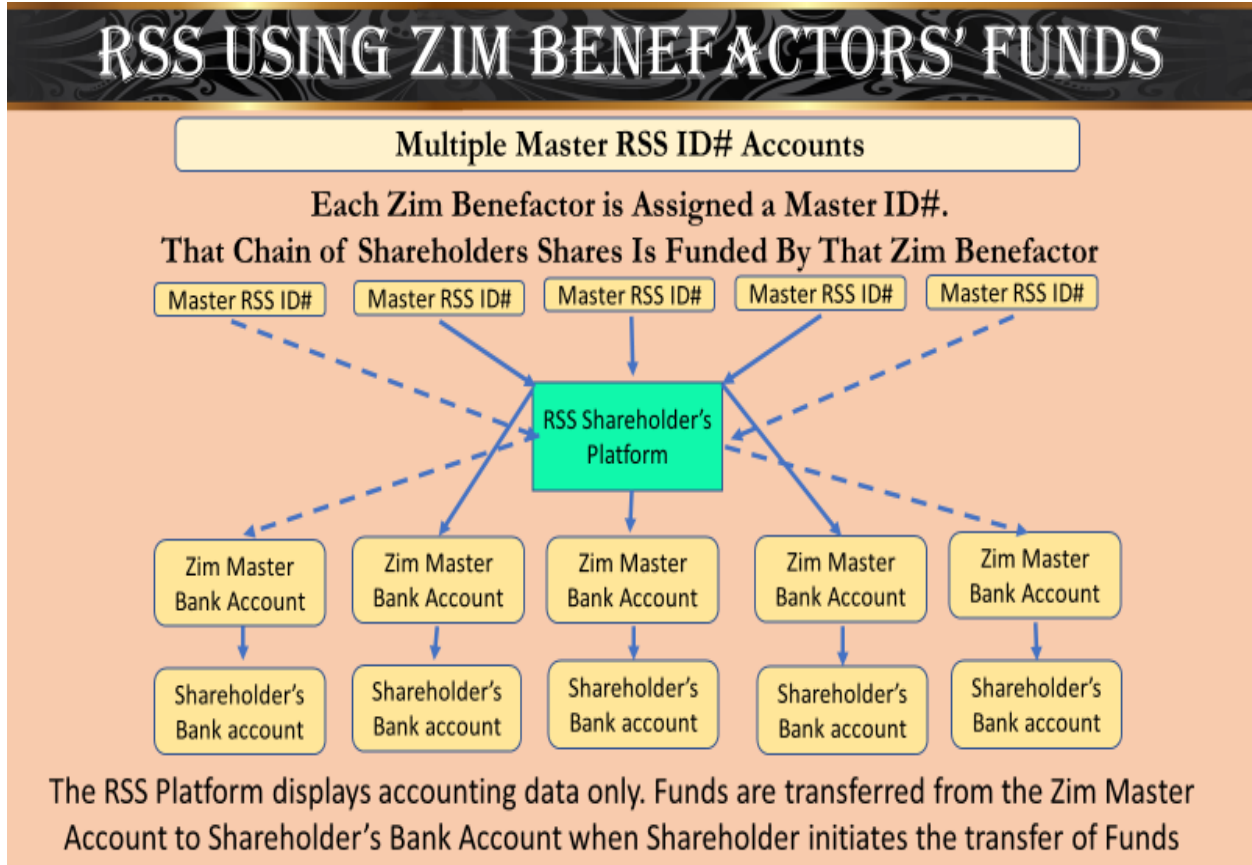 RSS USING ZIM BENEFACTORS' FUNDS
Multiple Master RSS ID# Accounts
Each Zim Benefactor is Assigned a Master ID#.
That Chain of Shareholders Shares Is Funded By That Zim Benefactor
Master RSS ID#
Master RSS ID#
Master RSS ID#
Master RSS ID#
Master RSS ID#
RSS Shareholder's
Platform
Zim Master
Bank Account
Zim Master
Bank Account
Zim Master
Bank Account
Zim Master
Bank Account
Zim Master
Bank Account
Shareholder's
Bank account
Shareholder's
Bank account
Shareholder's
Bank account
Shareholder's
Bank account
Shareholder's
Bank account
The RSS Platform displays accounting data only. Funds are transferred from the Zim Master
Account to Shareholder's Bank Account when Shareholder initiates the transfer of Funds